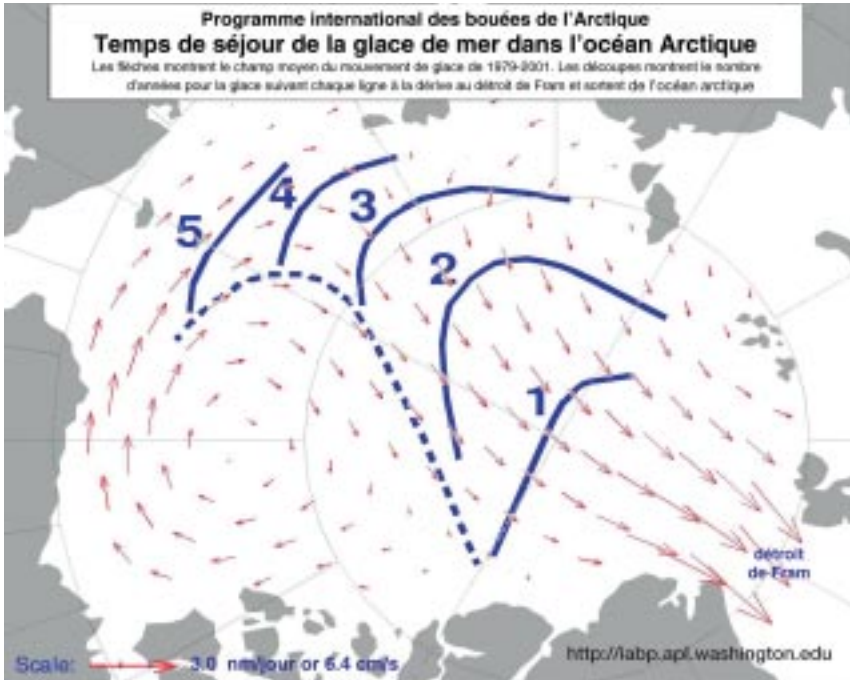 Programme international des bouées de l'Arctique
Temps de séjour de la glace de mer dans l'océan Arctique
Les flèches montrent le champ moyen du mouvement de glace de 1979-2001. Les découpes montrent le nombre
d'années pour la glace suivant chaque ligne à la dérive au détroit de Fram et sortent de l'océan arctique
5
4
3
2
1
détroit
de Fram
Scale: 3.0 nm/jour or 6.4 cm/s
http://iabp.apl.washington.edu